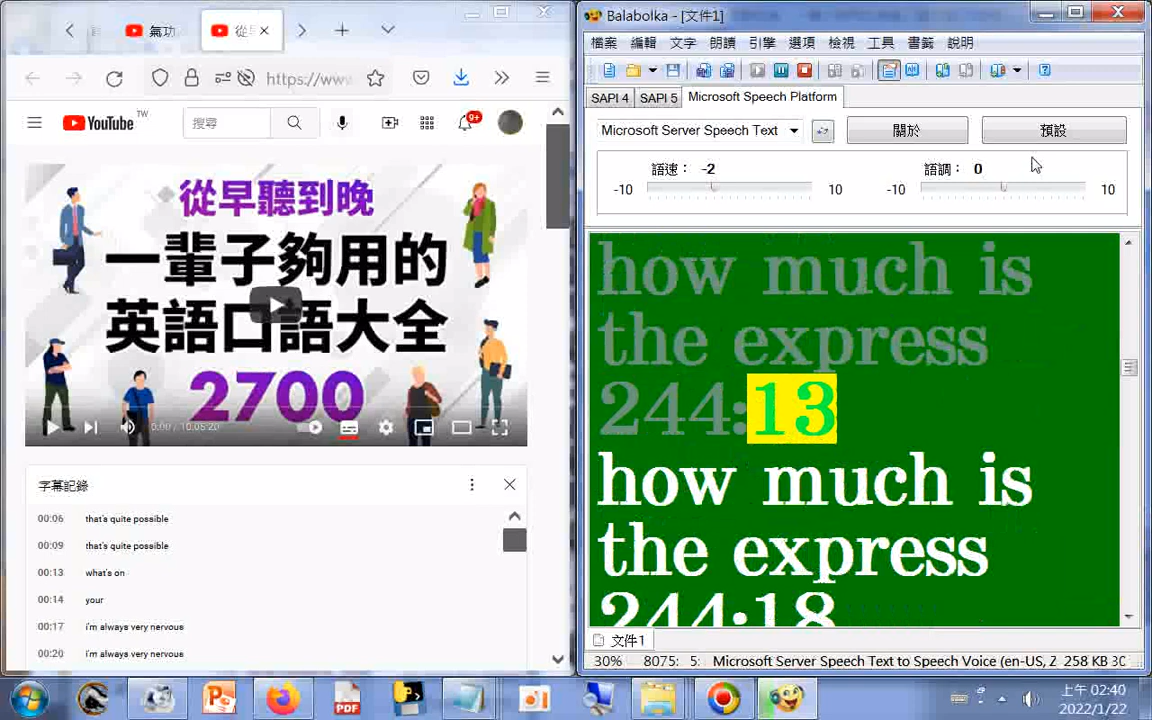 氣功
從
https://www
YouTube TW
搜尋
9+
從早聽到晚
一輩子夠用的
英語口語大全
2700
0:00 / 10:05:20
字幕記錄
00:06 that's quite possible
00:09 that's quite possible
00:13 what's on
00:14 your
00:17 i'm always very nervous
00:20 i'm always very nervous
Balabolka - [文件1]
檔案 編輯 文字 朗讀 引擎 選項 檢視 工具 書籤 說明
SAPI 4 SAPI 5 Microsoft Speech Platform
Microsoft Server Speech Text 關於 預設
語速： -2 語調： 0
-10 10 -10 10
how much is
the express
244:13
how much is
the express
244:18
文件1
30% 8075: 5: Microsoft Server Speech Text to Speech Voice (en-US, Z 258 KB
PDF
上午 02:40
2022/1/22